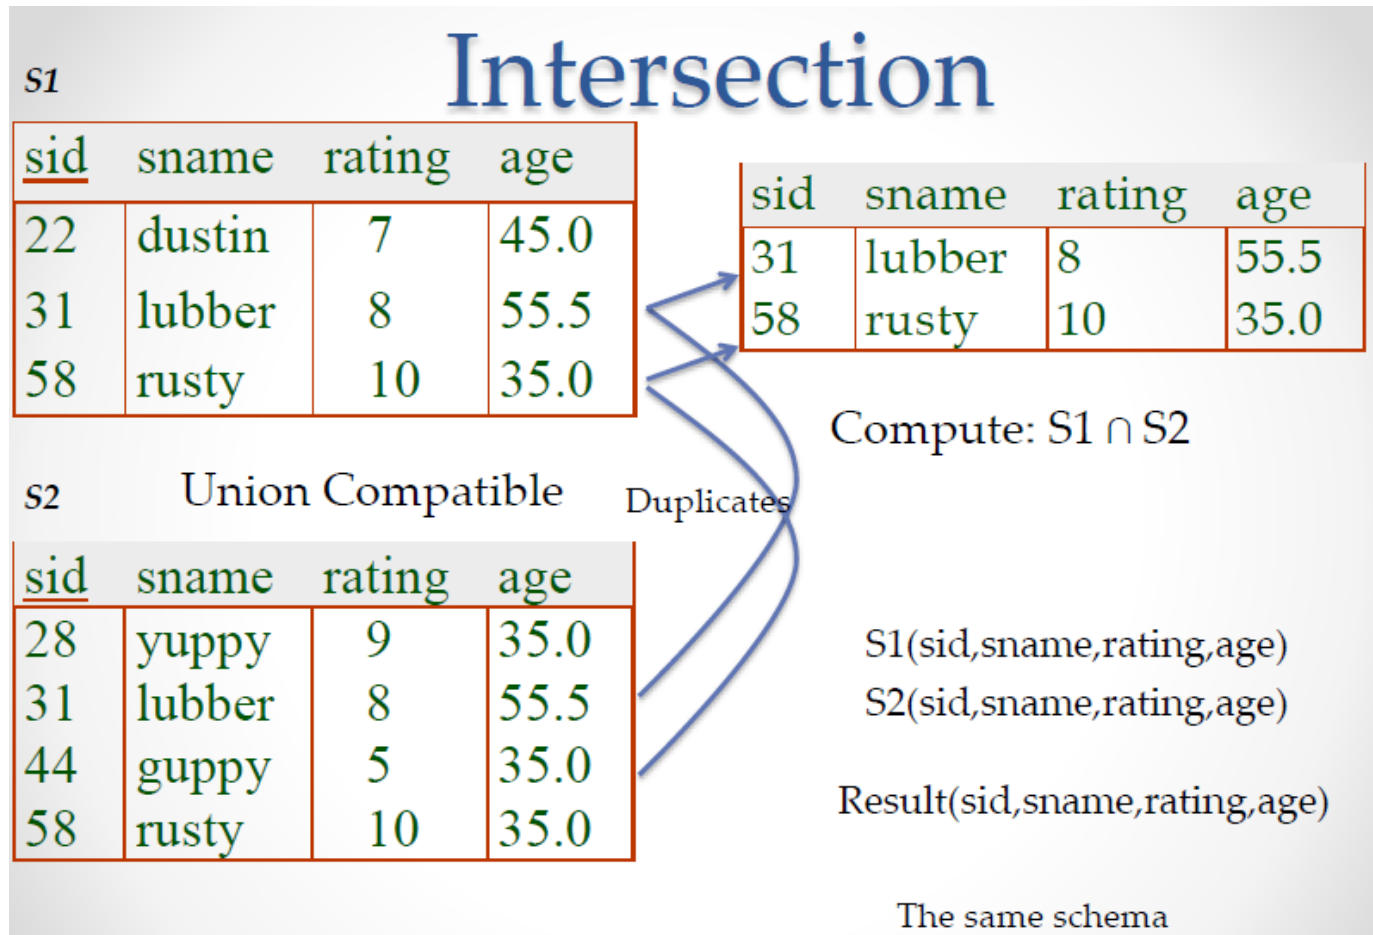 Intersection
S1
sid sname rating age
22 dustin 7 45.0
31 lubber 8 55.5
58 rusty 10 35.0
sid sname rating age
31 lubber 8 55.5
58 rusty 10 35.0
Compute: S1 ∩ S2
S2 Union Compatible
Duplicates
sid sname rating age
28 yuppy 9 35.0
31 lubber 8 55.5
44 guppy 5 35.0
58 rusty 10 35.0
S1(sid,sname,rating,age)
S2(sid,sname,rating,age)
Result(sid,sname,rating,age)
The same schema